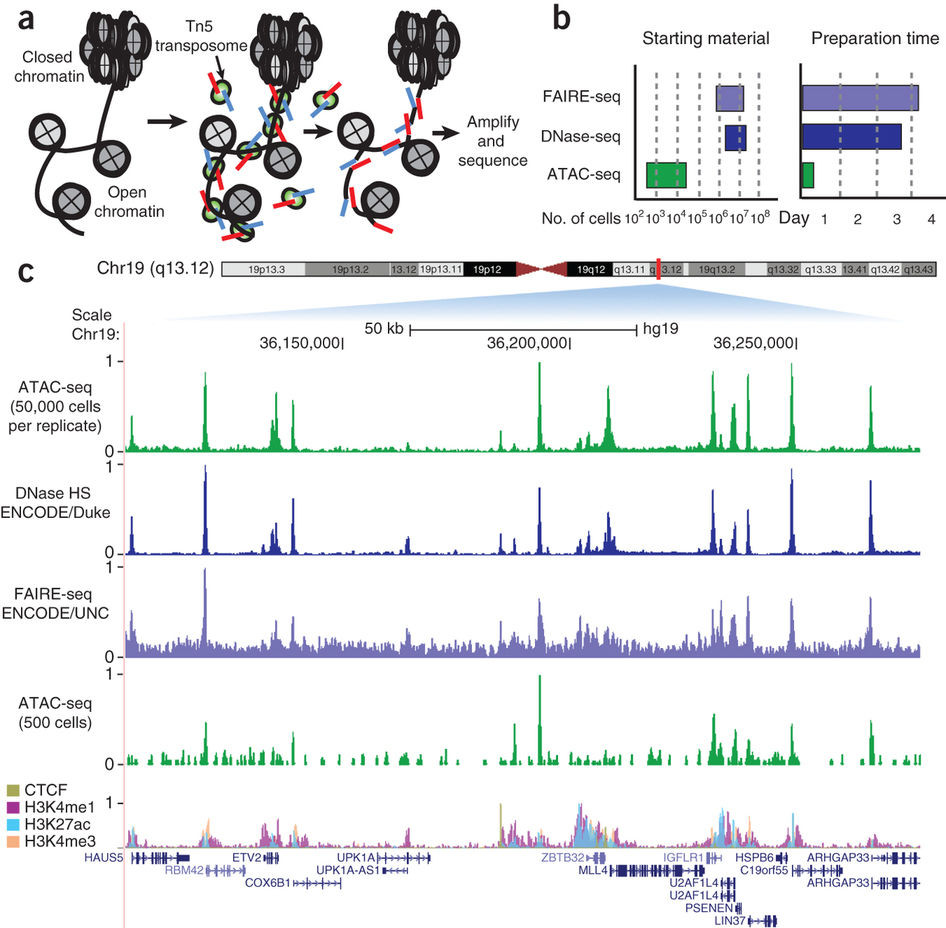 a
Tn5
transposome
Closed
chromatin
Open
chromatin
Amplify
and
sequence
b
Starting material
Preparation time
FAIRE-seq
DNase-seq
ATAC-seq
No. of cells 10² 10³ 10⁴ 10⁵ 10⁶ 10⁷ 10⁸
Day 1 2 3 4
c
Chr19 (q13.12)
19p13.3 19p13.2 13.12 19p13.11 19p12 19q12 q13.11 q13.12 19q13.2 q13.32 q13.33 13.41 q13.42 q13.43
Scale
Chr19:
50 kb hg19
36,150,000 36,200,000 36,250,000
1
ATAC-seq
(50,000 cells
per replicate)
0
1
DNase HS
ENCODE/Duke
0
1
FAIRE-seq
ENCODE/UNC
0
1
ATAC-seq
(500 cells)
0
CTCF
1
H3K4me1
H3K27ac
H3K4me3
HAUS5 ETV2 UPK1A ZBTB32 IGFLR1 HSPB6 ARHGAP33
RBM42 UPK1A-AS1 MLL4 C19orf55
COX6B1 U2AF1L4 ARHGAP33
U2AF1L4
PSENEN
LIN37